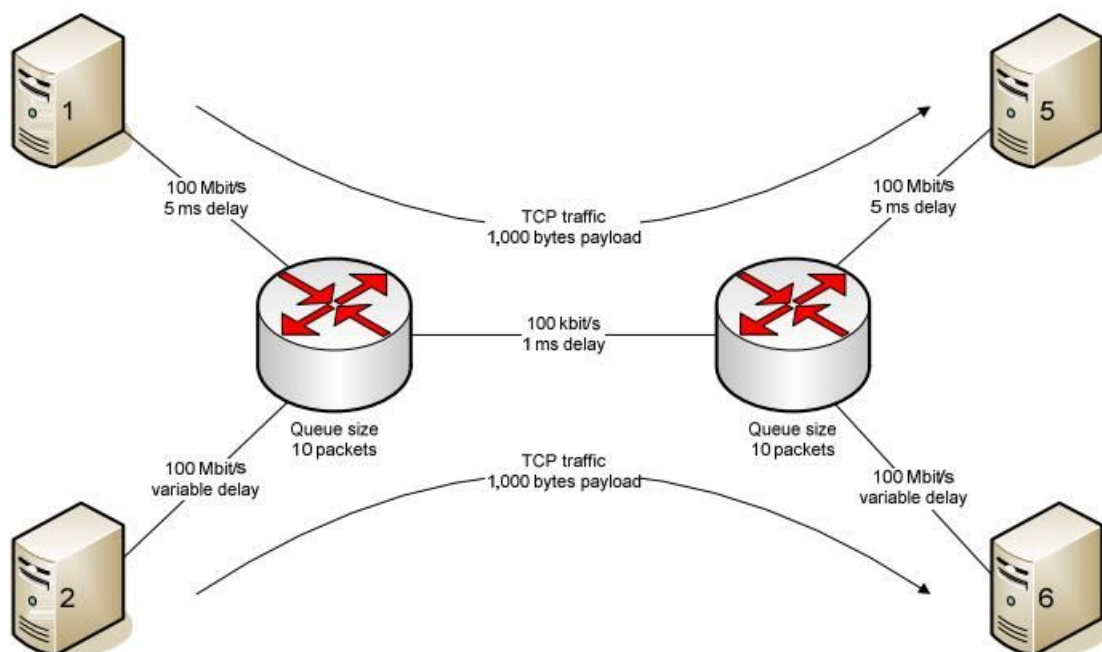 1
5
100 Mbit/s
5 ms delay
TCP traffic
1,000 bytes payload
100 Mbit/s
5 ms delay
100 kbit/s
1 ms delay
Queue size
10 packets
Queue size
10 packets
100 Mbit/s
variable delay
TCP traffic
1,000 bytes payload
100 Mbit/s
variable delay
2
6